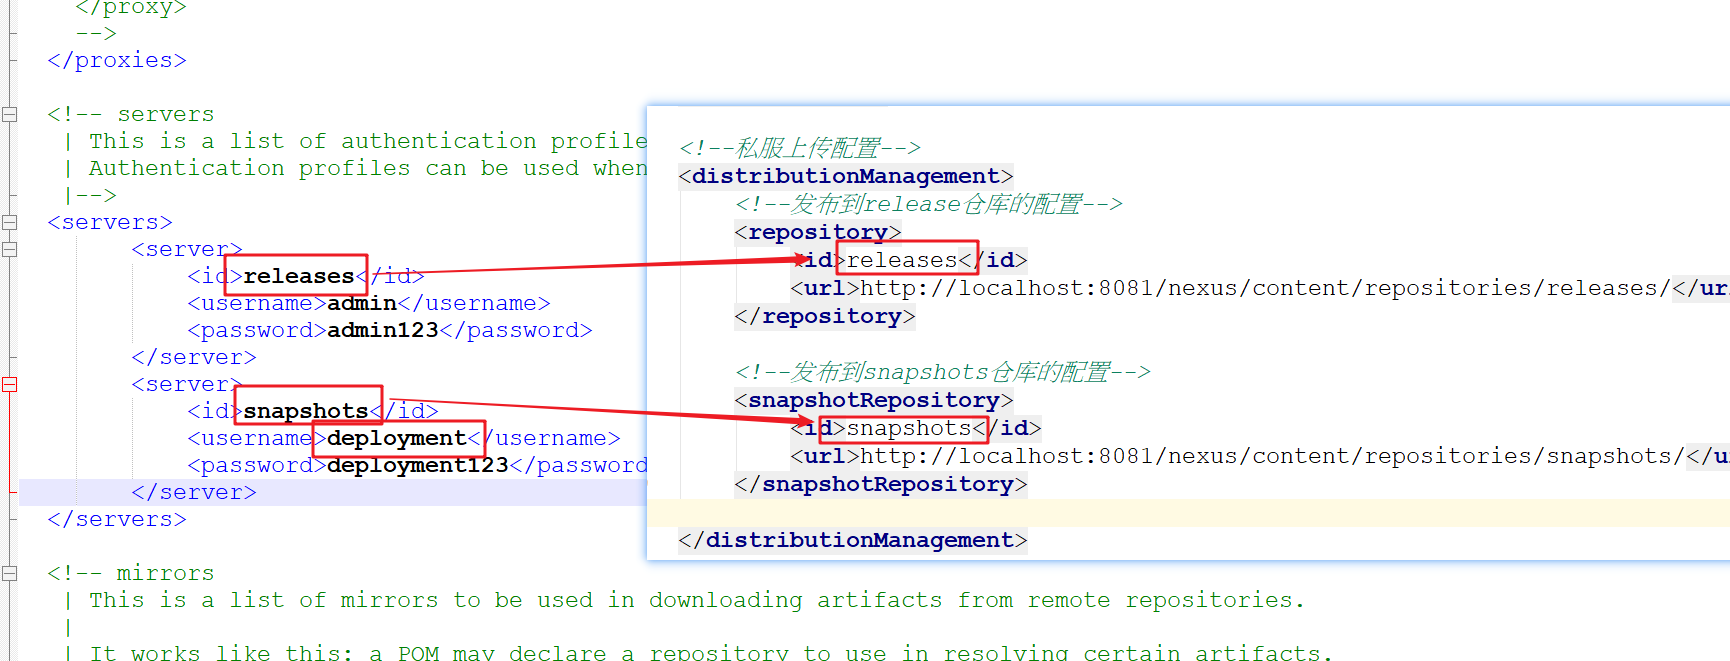 </proxy>
-->
</proxies>
<!-- servers
| This is a list of authentication profile
| Authentication profiles can be used when
|-->
<servers>
<server>
<id>releases</id>
<username>admin</username>
<password>admin123</password>
</server>
<server>
<id>snapshots</id>
<username>deployment</username>
<password>deployment123</password
</server>
</servers>
<!--私服上传配置-->
<distributionManagement>
<!--发布到release仓库的配置-->
<repository>
<id>releases</id>
<url>http://localhost:8081/nexus/content/repositories/releases/</url
</repository>
<!--发布到snapshots仓库的配置-->
<snapshotRepository>
<id>snapshots</id>
<url>http://localhost:8081/nexus/content/repositories/snapshots/</u
</snapshotRepository>
</distributionManagement>
<!-- mirrors
| This is a list of mirrors to be used in downloading artifacts from remote repositories.
|
| It works like this: a POM may declare a repository to use in resolving certain artifacts.